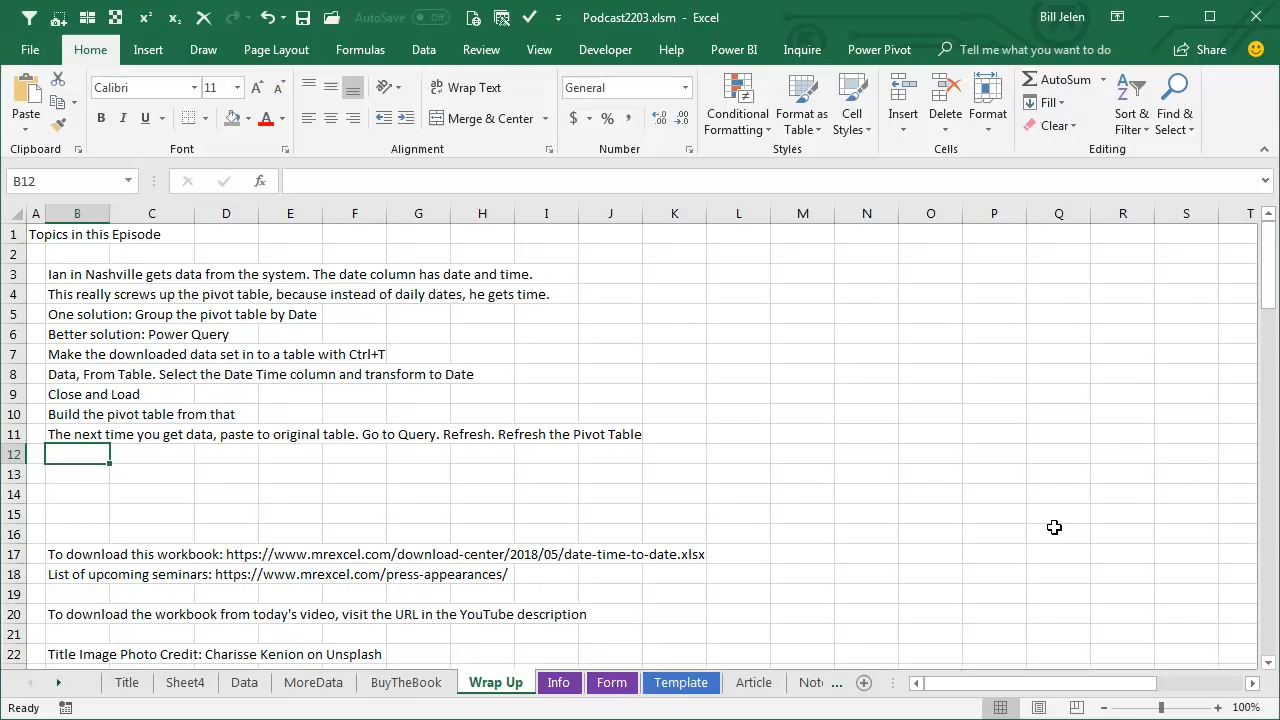 AutoSave Off
Podcast2203.xlsm - Excel
Bill Jelen
File Home Insert Draw Page Layout Formulas Data Review View Developer Help Power BI Inquire Power Pivot Tell me what you want to do Share
Paste
Clipboard
Calibri 11
B I U
Font
Wrap Text
Merge & Center
Alignment
General
$ % ,
Number
Conditional Formatting
Format as Table
Cell Styles
Styles
Insert Delete Format
Cells
AutoSum
Fill
Clear
Sort & Filter
Find & Select
Editing
B12
fx
A B C D E F G H I J K L M N O P Q R S T
1 Topics in this Episode
2
3 Ian in Nashville gets data from the system. The date column has date and time.
4 This really screws up the pivot table, because instead of daily dates, he gets time.
5 One solution: Group the pivot table by Date
6 Better solution: Power Query
7 Make the downloaded data set in to a table with Ctrl+T
8 Data, From Table. Select the Date Time column and transform to Date
9 Close and Load
10 Build the pivot table from that
11 The next time you get data, paste to original table. Go to Query. Refresh. Refresh the Pivot Table
12
13
14
15
16
17 To download this workbook: https://www.mrexcel.com/download-center/2018/05/date-time-to-date.xlsx
18 List of upcoming seminars: https://www.mrexcel.com/press-appearances/
19
20 To download the workbook from today's video, visit the URL in the YouTube description
21
22 Title Image Photo Credit: Charisse Kenion on Unsplash
Title Sheet4 Data MoreData BuyTheBook Wrap Up Info Form Template Article Not ...
Ready
100%